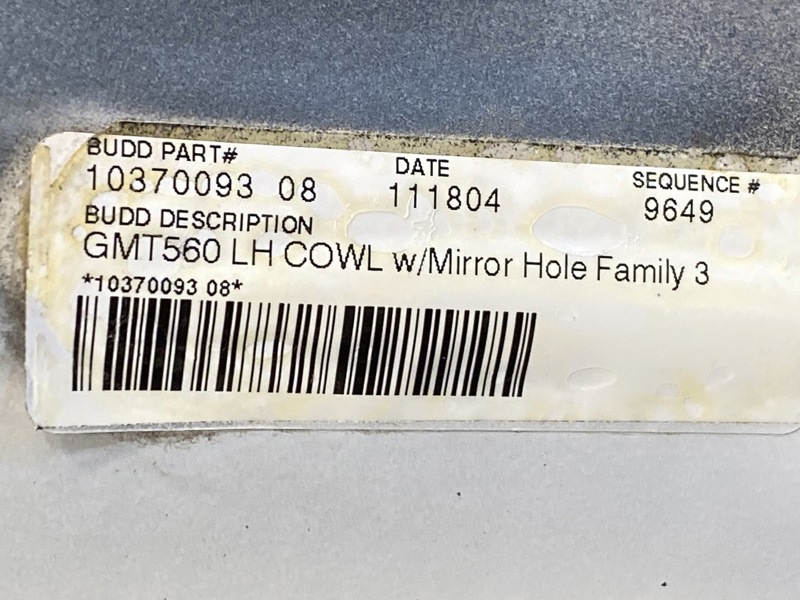 BUDD PART#
DATE
SEQUENCE #
10370093 08
111804
9649
BUDD DESCRIPTION
GMT560 LH COWL w/Mirror Hole Family 3
*10370093 08*